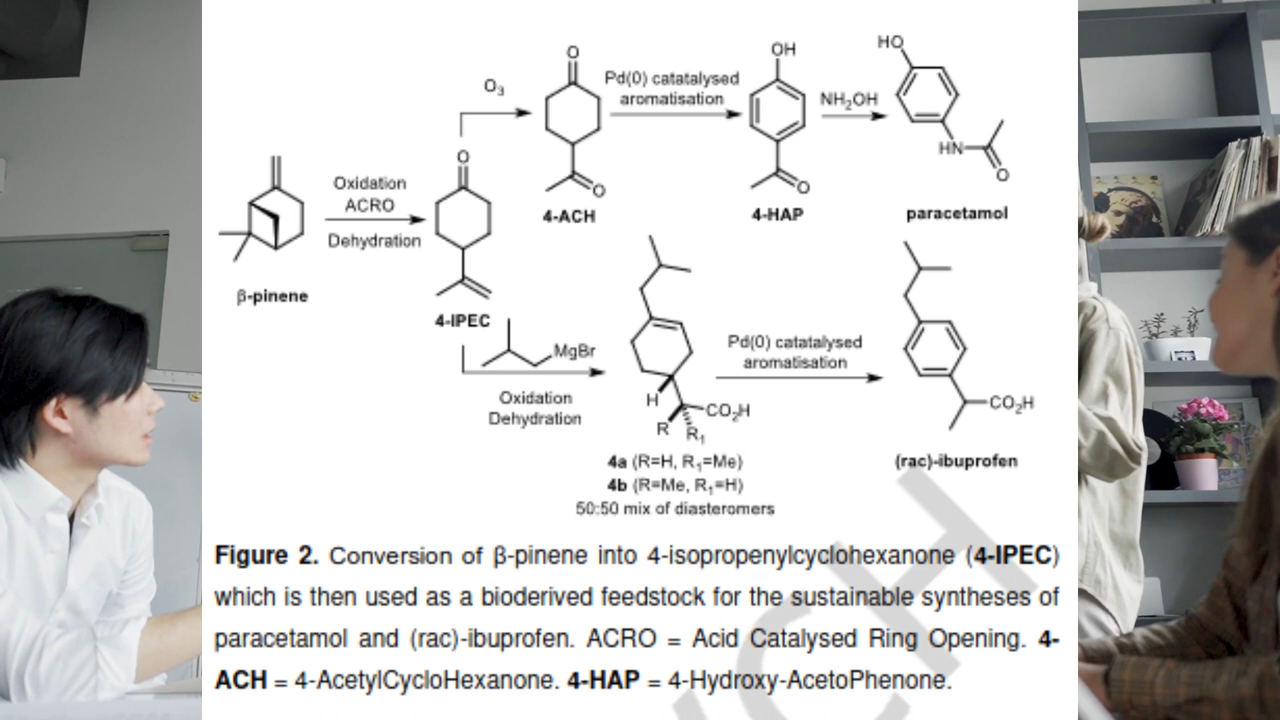 O
OH
HO
O₃
Pd(0) catatalysed
aromatisation
NH₂OH
HN
O
O
O
4-ACH
4-HAP
paracetamol
Oxidation
ACRO
Dehydration
O
β-pinene
4-IPEC
MgBr
Oxidation
Dehydration
Pd(0) catatalysed
aromatisation
H
CO₂H
R
R₁
CO₂H
4a (R=H, R₁=Me)
4b (R=Me, R₁=H)
50:50 mix of diasteromers
(rac)-ibuprofen
Figure 2. Conversion of β-pinene into 4-isopropenylcyclohexanone (4-IPEC)
which is then used as a bioderived feedstock for the sustainable syntheses of
paracetamol and (rac)-ibuprofen. ACRO = Acid Catalysed Ring Opening. 4-
ACH = 4-AcetylCycloHexanone. 4-HAP = 4-Hydroxy-AcetoPhenone.
CH